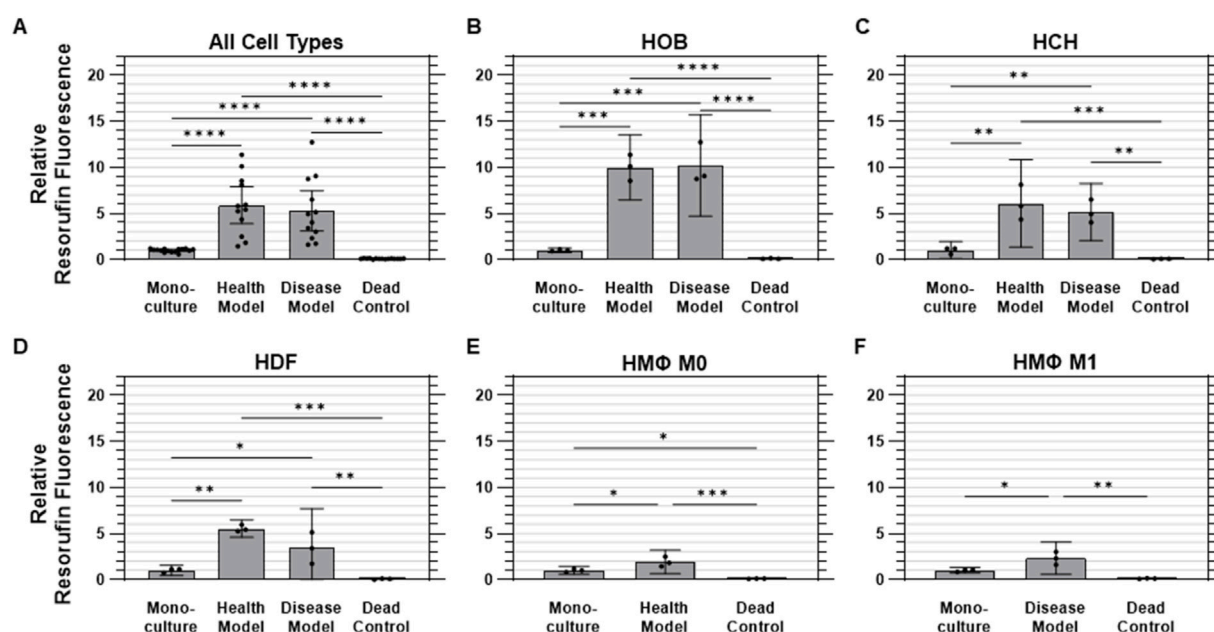 A
All Cell Types
Relative
Resorufin Fluorescence
20
15
10
5
0
****
****
****
****
Mono-
culture
Health
Model
Disease
Model
Dead
Control
B
HOB
20
15
10
5
0
****
***
****
***
Mono-
culture
Health
Model
Disease
Model
Dead
Control
C
HCH
20
15
10
5
0
**
***
**
**
Mono-
culture
Health
Model
Disease
Model
Dead
Control
D
HDF
Relative
Resorufin Fluorescence
20
15
10
5
0
***
*
**
**
Mono-
culture
Health
Model
Disease
Model
Dead
Control
E
HMΦ M0
20
15
10
5
0
*
*
***
Mono-
culture
Health
Model
Dead
Control
F
HMΦ M1
20
15
10
5
0
*
**
Mono-
culture
Disease
Model
Dead
Control